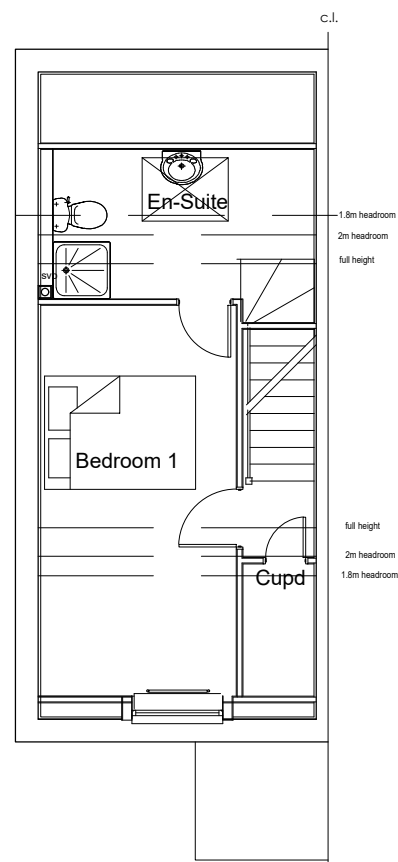 c.l.
En-Suite
1.8m headroom
2m headroom
full height
svp
Bedroom 1
full height
2m headroom
1.8m headroom
Cupd